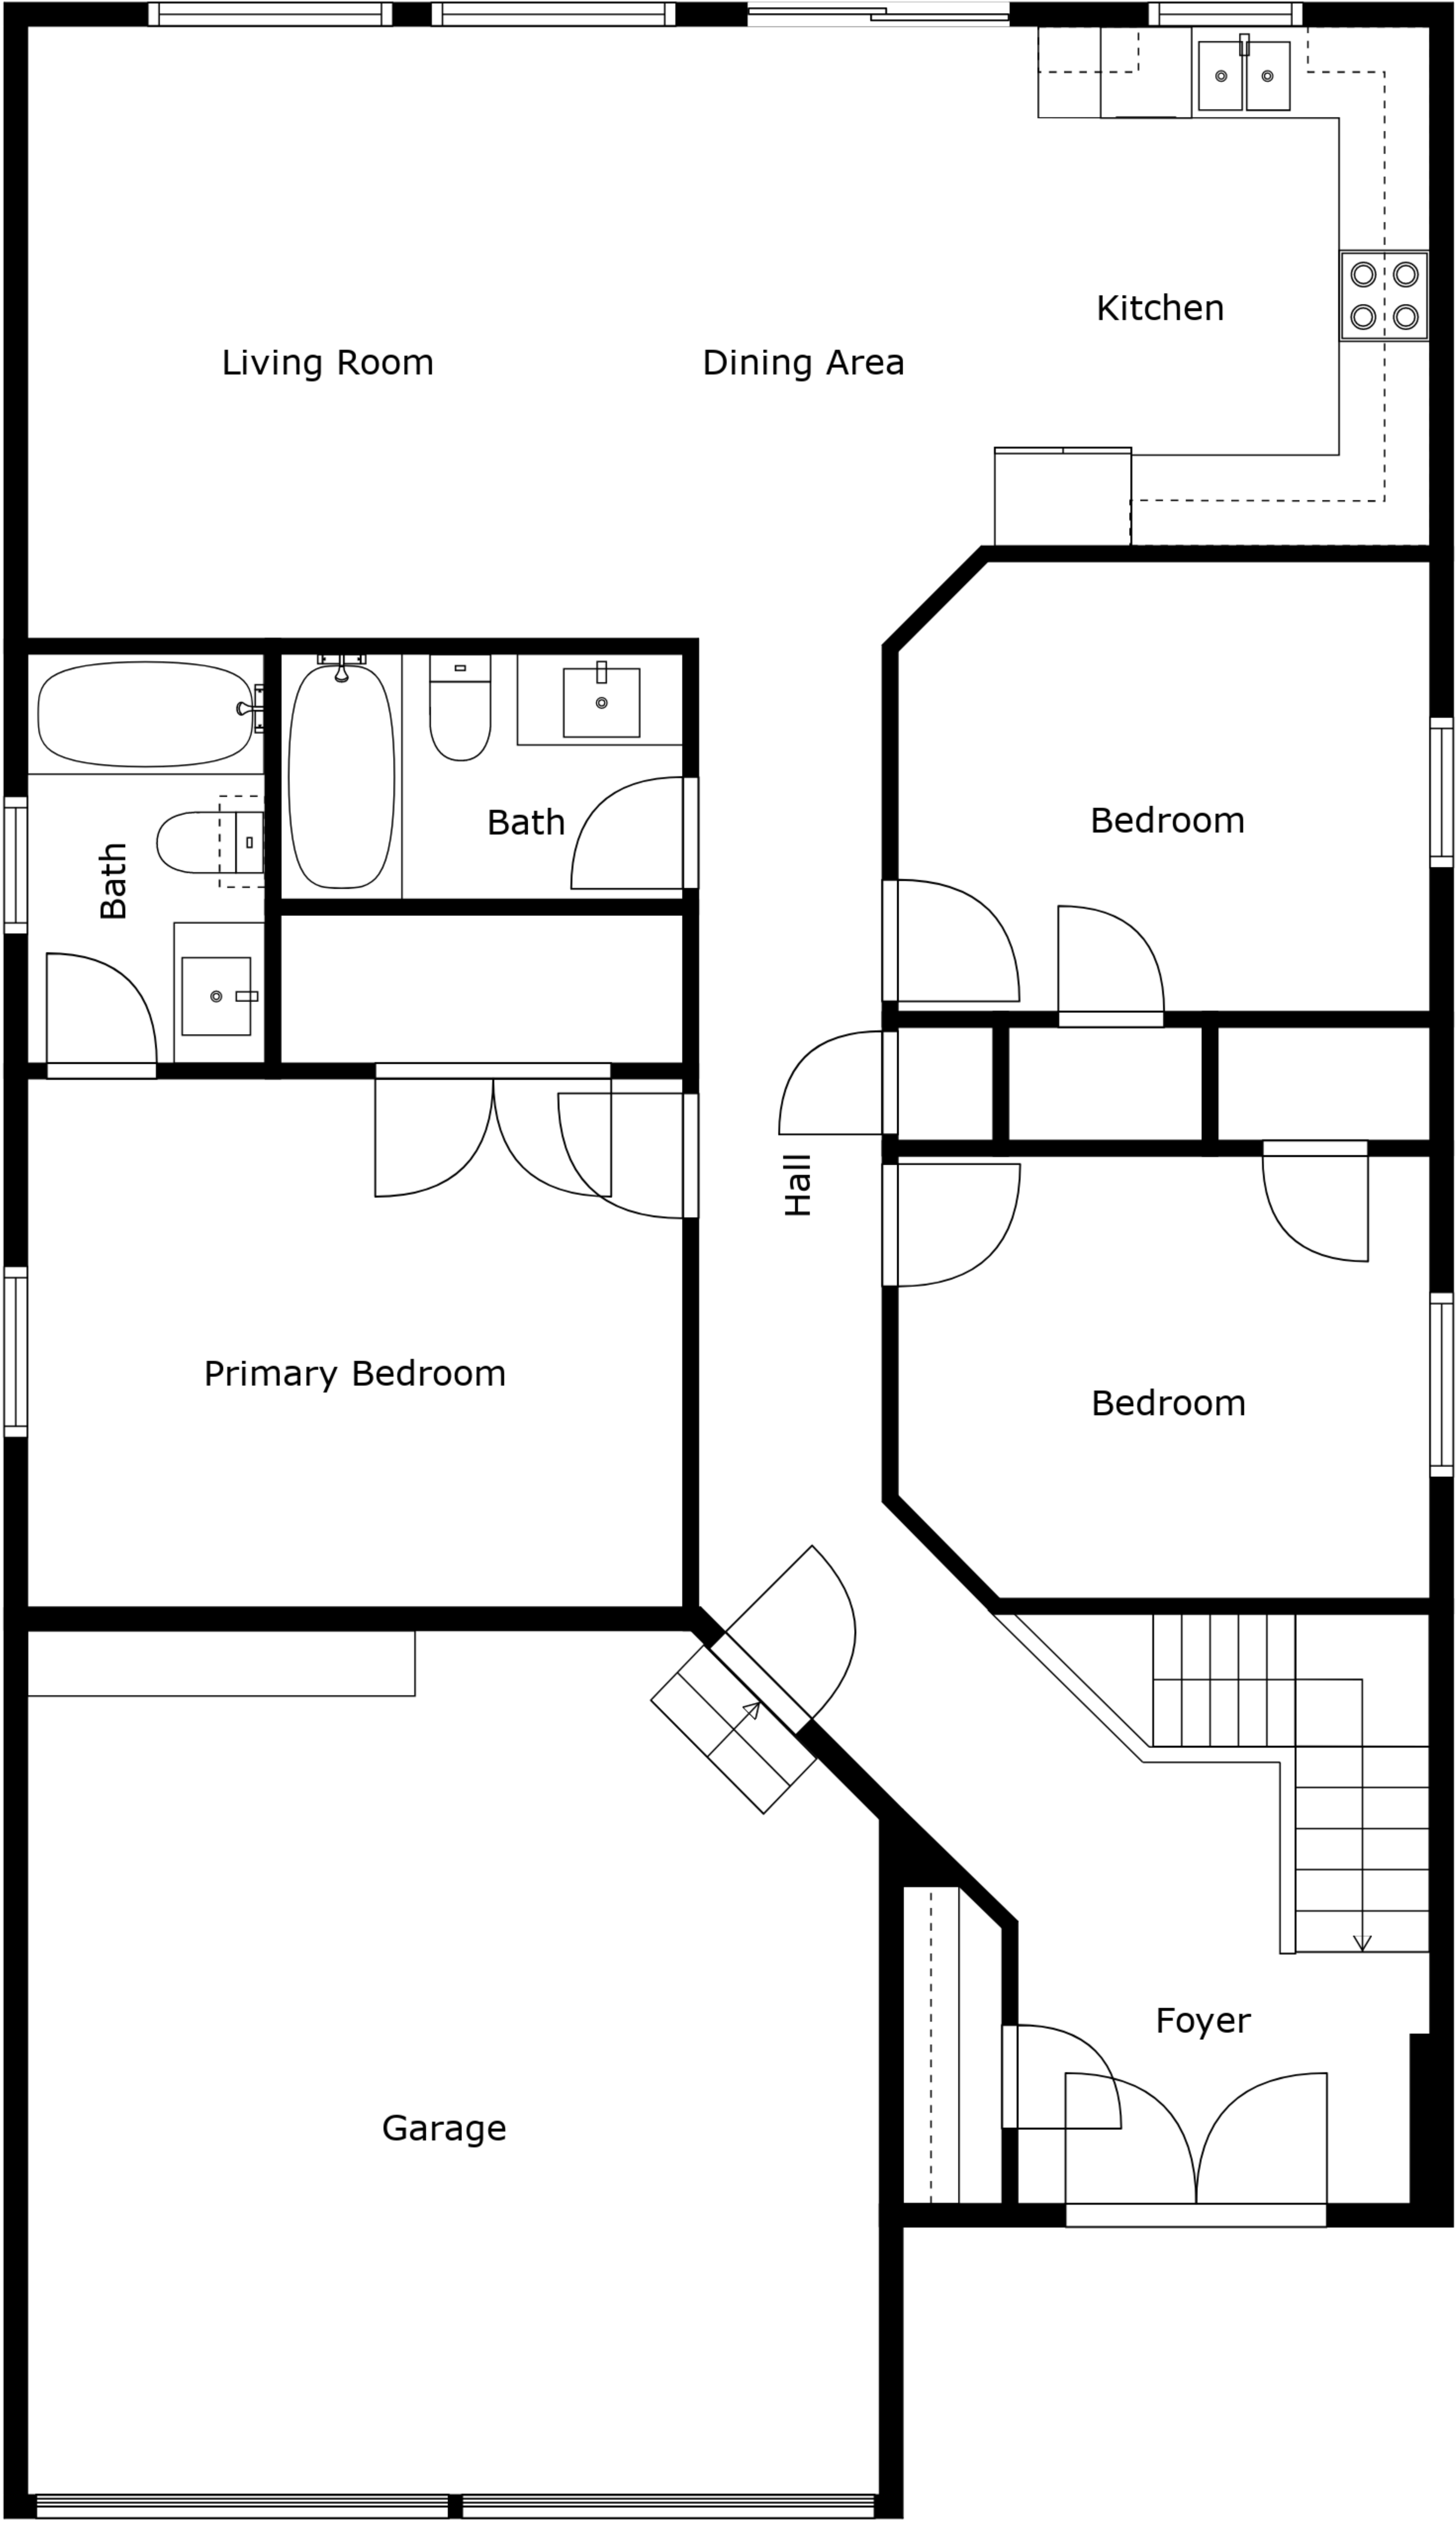 Kitchen
Living Room
Dining Area
Bath
Bath
Bedroom
Hall
Primary Bedroom
Bedroom
Foyer
Garage